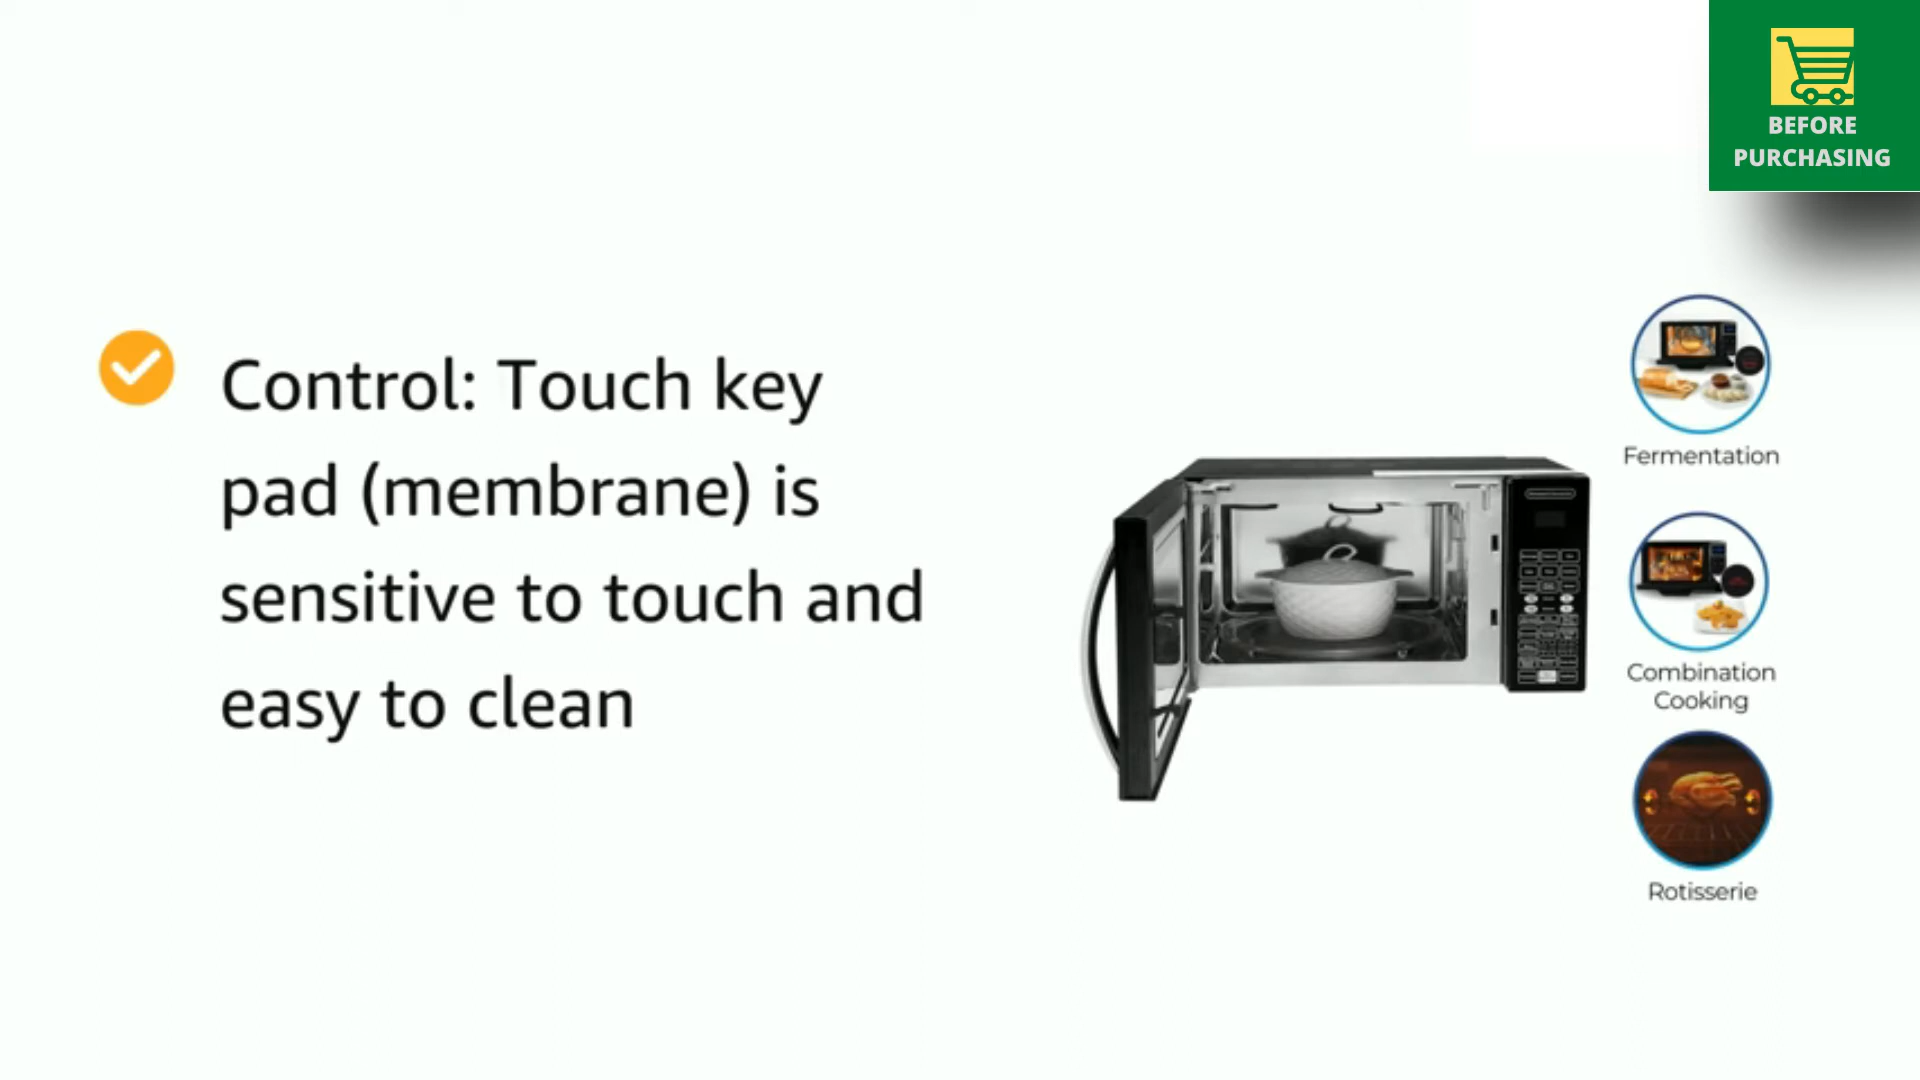 BEFORE
PURCHASING
Control: Touch key
pad (membrane) is
sensitive to touch and
easy to clean
Fermentation
Combination
Cooking
Rotisserie